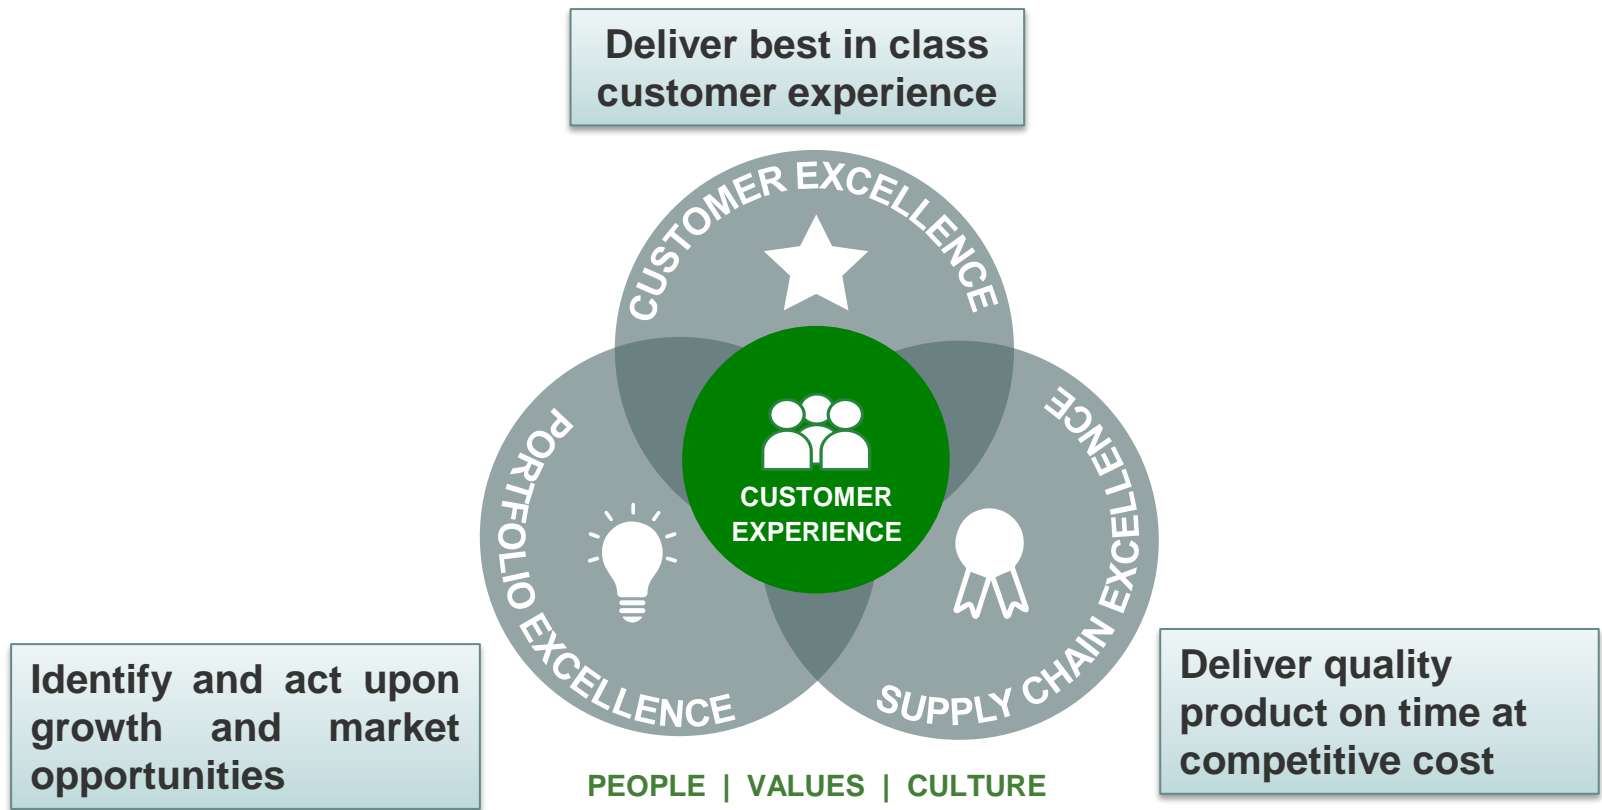 Deliver best in class
customer experience
CUSTOMER EXCELLENCE
PORTFOLIO EXCELLENCE
SUPPLY CHAIN EXCELLENCE
CUSTOMER
EXPERIENCE
Identify and act upon
growth and market
opportunities
Deliver quality
product on time at
competitive cost
PEOPLE | VALUES | CULTURE